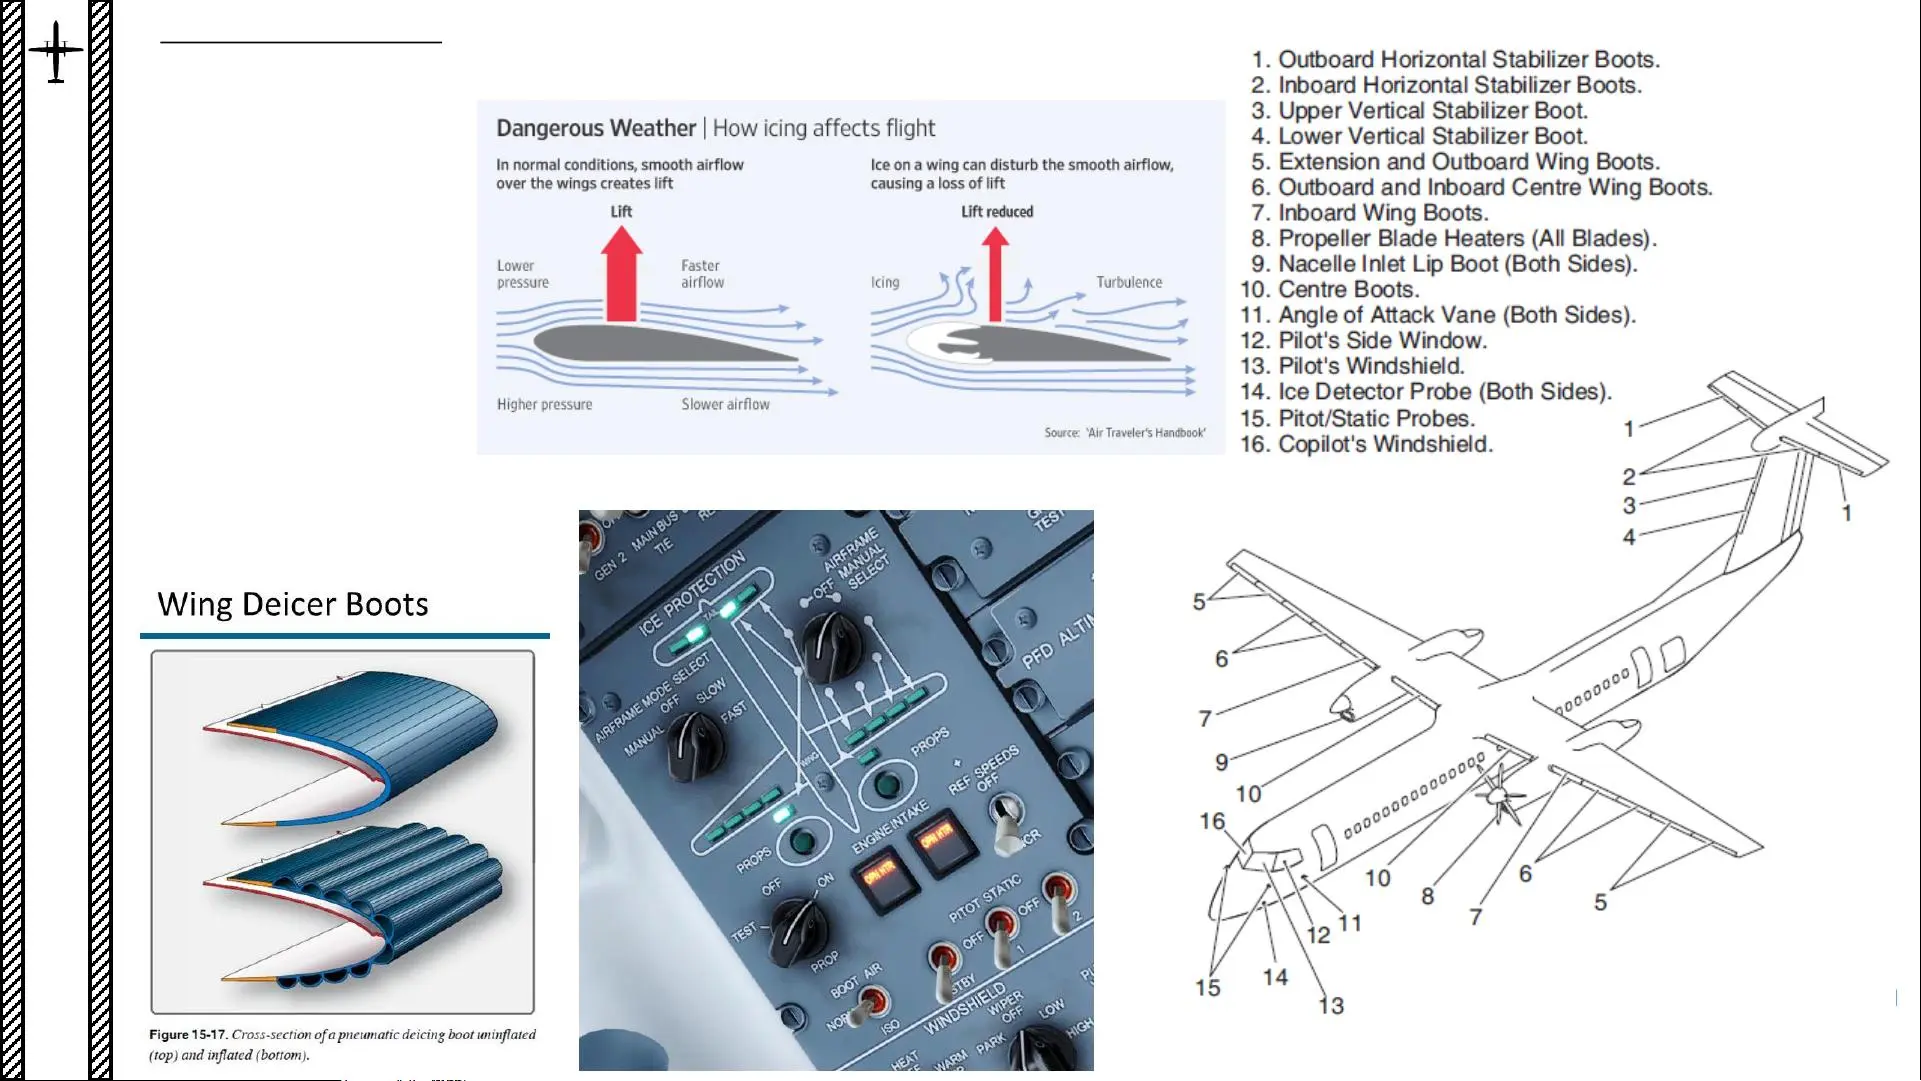 Dangerous Weather | How icing affects flight
In normal conditions, smooth airflow
over the wings creates lift
Lift
Lower
pressure
Faster
airflow
Higher pressure
Slower airflow
Ice on a wing can disturb the smooth airflow,
causing a loss of lift
Lift reduced
Icing
Turbulence
Source: 'Air Traveler's Handbook'
1. Outboard Horizontal Stabilizer Boots.
2. Inboard Horizontal Stabilizer Boots.
3. Upper Vertical Stabilizer Boot.
4. Lower Vertical Stabilizer Boot.
5. Extension and Outboard Wing Boots.
6. Outboard and Inboard Centre Wing Boots.
7. Inboard Wing Boots.
8. Propeller Blade Heaters (All Blades).
9. Nacelle Inlet Lip Boot (Both Sides).
10. Centre Boots.
11. Angle of Attack Vane (Both Sides).
12. Pilot's Side Window.
13. Pilot's Windshield.
14. Ice Detector Probe (Both Sides).
15. Pitot/Static Probes.
16. Copilot's Windshield.
1
2
3
4
1
5
6
7
9
10
16
15
14
13
12
11
10
8
7
6
5
Wing Deicer Boots
Figure 15-17. Cross-section of a pneumatic deicing boot uninflated
(top) and inflated (bottom).
GEN 2
MAIN BUS
TIE
TEST
ICE PROTECTION
TAIL
AIRFRAME
MANUAL
SELECT
OFF
AIRFRAME MODE SELECT
MANUAL
OFF
SLOW
FAST
PFD ALTIM
WING
PROPS
PROPS
REF SPEEDS
OFF
INCR
ENGINE INTAKE
OPN HTR
OPN HTR
OFF
ON
TEST
PROP
PITOT STATIC
OFF
OFF
STBY
1
2
BOOT AIR
NOR
ISO
WINDSHIELD
WIPER
OFF
LOW
HIGH
PARK
WARM
HEAT